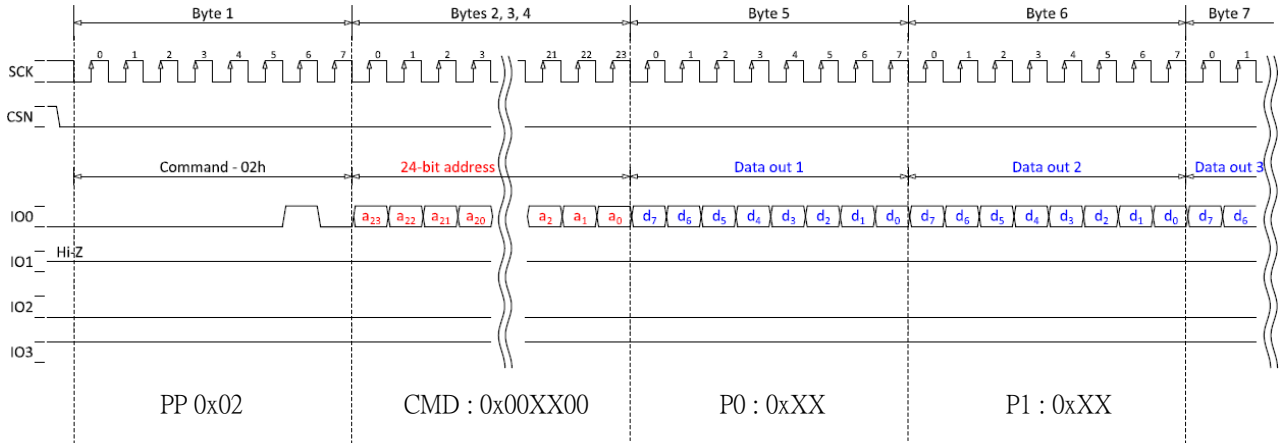 Byte 1 Bytes 2, 3, 4 Byte 5 Byte 6 Byte 7
0 1 2 3 4 5 6 7 0 1 2 3 21 22 23 0 1 2 3 4 5 6 7 0 1 2 3 4 5 6 7 0 1
SCK
CSN
Command - 02h 24-bit address Data out 1 Data out 2 Data out 3
IO0 a23 a22 a21 a20 a2 a1 a0 d7 d6 d5 d4 d3 d2 d1 d0 d7 d6 d5 d4 d3 d2 d1 d0 d7 d6
Hi-Z
IO1
IO2
IO3
PP 0x02 CMD : 0x00XX00 P0 : 0xXX P1 : 0xXX